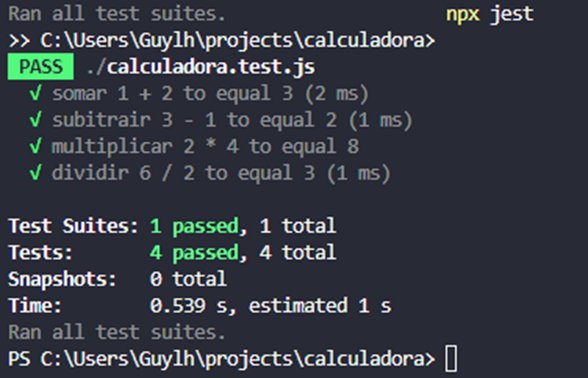 Ran all test suites. npx jest
>> C:\Users\Guylh\projects\calculadora>
PASS ./calculadora.test.js
√ somar 1 + 2 to equal 3 (2 ms)
√ subitrair 3 - 1 to equal 2 (1 ms)
√ multiplicar 2 * 4 to equal 8
√ dividir 6 / 2 to equal 3 (1 ms)
Test Suites: 1 passed, 1 total
Tests: 4 passed, 4 total
Snapshots: 0 total
Time: 0.539 s, estimated 1 s
Ran all test suites.
PS C:\Users\Guylh\projects\calculadora>